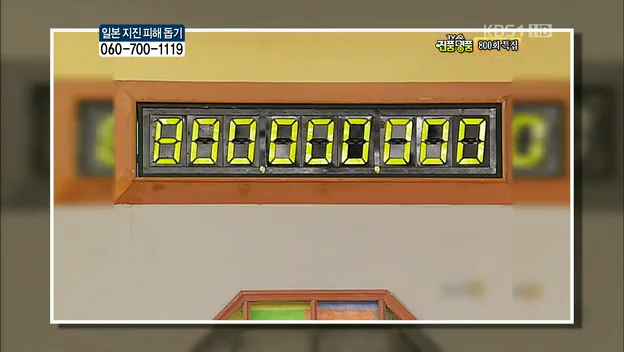 일본 지진 피해 돕기
060-700-1119
KBS1 HD
TV쇼
진품명품 800회 특집
800,000,000